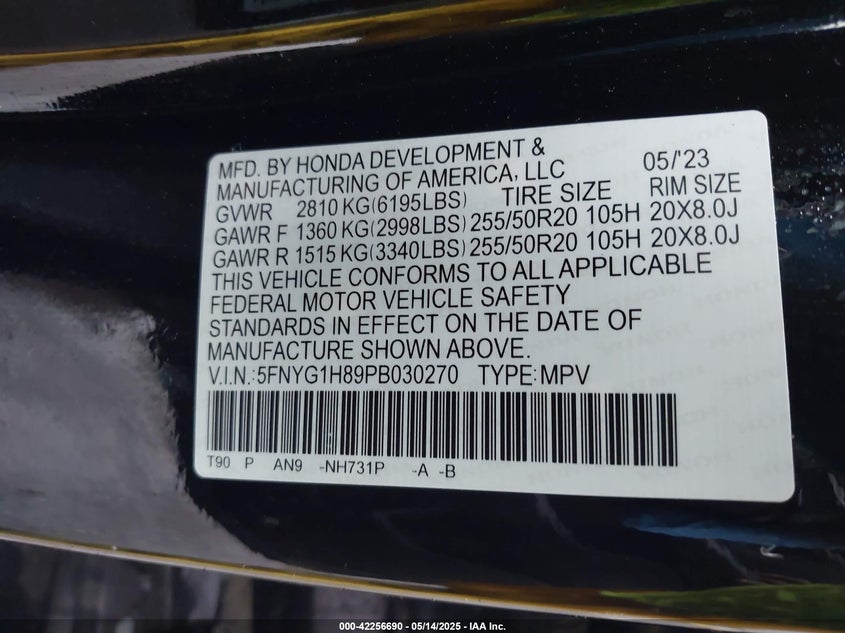 MFD. BY HONDA DEVELOPMENT & MANUFACTURING OF AMERICA, LLC 05/'23
GVWR 2810 KG(6195LBS) TIRE SIZE RIM SIZE
GAWR F 1360 KG(2998LBS) 255/50R20 105H 20X8.0J
GAWR R 1515 KG(3340LBS) 255/50R20 105H 20X8.0J
THIS VEHICLE CONFORMS TO ALL APPLICABLE
FEDERAL MOTOR VEHICLE SAFETY
STANDARDS IN EFFECT ON THE DATE OF
MANUFACTURE SHOWN ABOVE.
V.I.N.:5FNYG1H89PB030270 TYPE:MPV
T90 P AN9 -NH731P -A -B
000-42256690 - 05/14/2025 - IAA Inc.